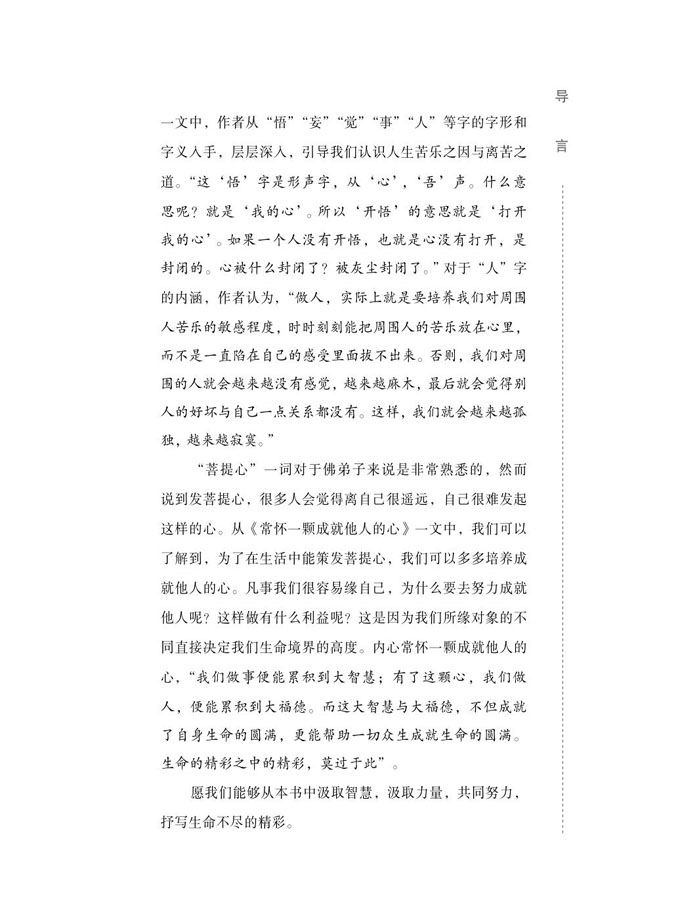 导言
一文中，作者从“悟”“妄”“觉”“事”“人”等字的字形和
字义入手，层层深入，引导我们认识人生苦乐之因与离苦之
道。“这‘悟’字是形声字，从‘心’，‘吾’声。什么意
思呢？就是‘我的心’。所以‘开悟’的意思就是‘打开
我的心’。如果一个人没有开悟，也就是心没有打开，是
封闭的。心被什么封闭了？被灰尘封闭了。”对于“人”字
的内涵，作者认为，“做人，实际上就是要培养我们对周围
人苦乐的敏感程度，时时刻刻能把周围人的苦乐放在心里，
而不是一直陷在自己的感受里面拔不出来。否则，我们对周
围的人就会越来越没有感觉，越来越麻木，最后就会觉得别
人的好坏与自己一点关系都没有。这样，我们就会越来越孤
独，越来越寂寞。”
“菩提心”一词对于佛弟子来说是非常熟悉的，然而
说到发菩提心，很多人会觉得离自己很遥远，自己很难发起
这样的心。从《常怀一颗成就他人的心》一文中，我们可以
了解到，为了在生活中能策发菩提心，我们可以多多培养成
就他人的心。凡事我们很容易缘自己，为什么要去努力成就
他人呢？这样做有什么利益呢？这是因为我们所缘对象的不
同直接决定我们生命境界的高度。内心常怀一颗成就他人的
心，“我们做事便能累积到大智慧；有了这颗心，我们做
人，便能累积到大福德。而这大智慧与大福德，不但成就
了自身生命的圆满，更能帮助一切众生成就生命的圆满。
生命的精彩之中的精彩，莫过于此”。
愿我们能够从本书中汲取智慧，汲取力量，共同努力，
抒写生命不尽的精彩。